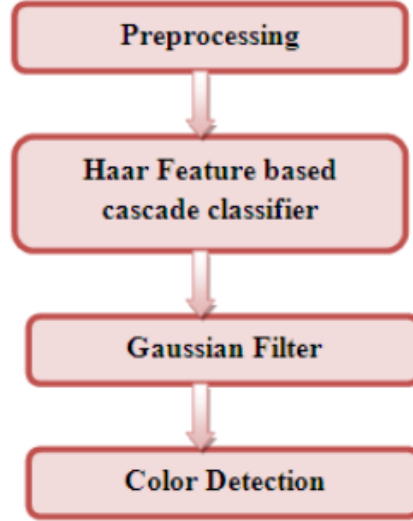 Preprocessing
Haar Feature based
cascade classifier
Gaussian Filter
Color Detection